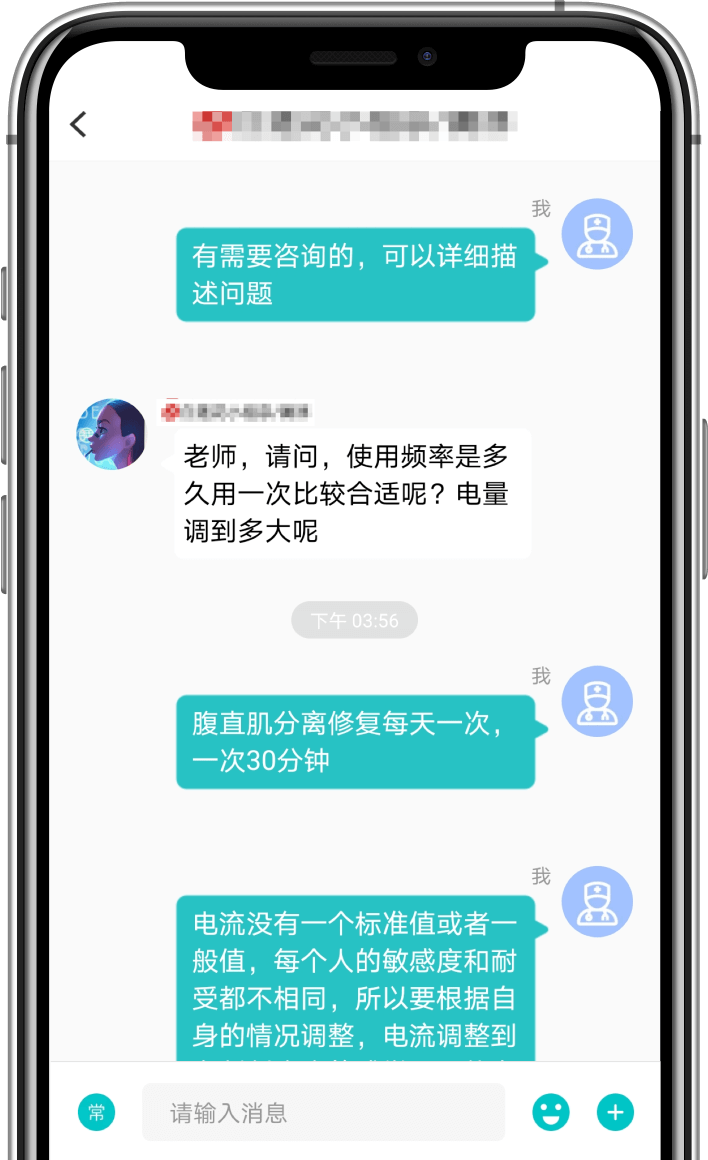 我
有需要咨询的，可以详细描
述问题
老师，请问，使用频率是多
久用一次比较合适呢？电量
调到多大呢
下午 03:56
我
腹直肌分离修复每天一次，
一次30分钟
我
电流没有一个标准值或者一
般值，每个人的敏感度和耐
受都不相同，所以要根据自
身的情况调整，电流调整到
常
请输入消息